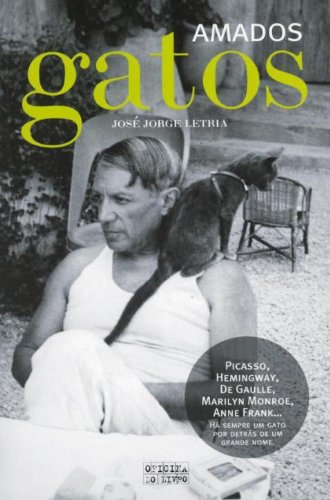 AMADOS
gatos
JOSÉ JORGE LETRIA
PICASSO,
HEMINGWAY,
DE GAULLE,
MARILYN MONROE,
ANNE FRANK...
HÁ SEMPRE UM GATO
POR DETRÁS DE UM
GRANDE NOME.
OFICINA
DO LIVRO